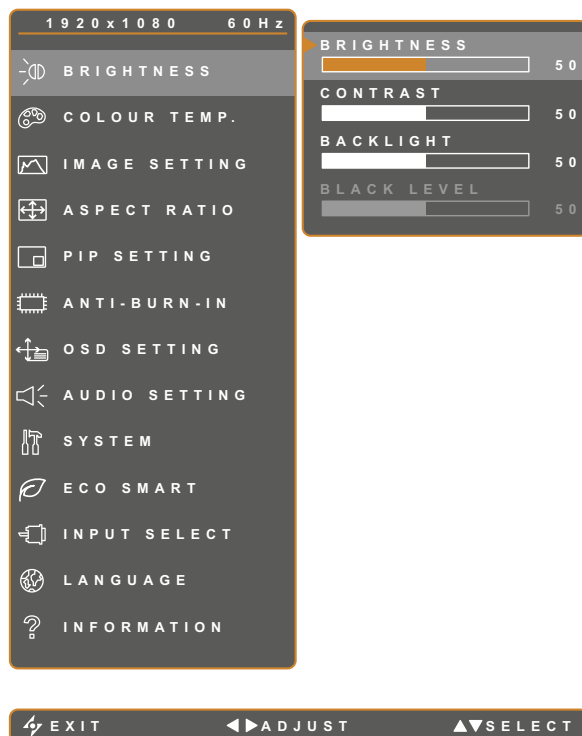 1920x1080 60Hz
BRIGHTNESS
COLOUR TEMP.
IMAGE SETTING
ASPECT RATIO
PIP SETTING
ANTI-BURN-IN
OSD SETTING
AUDIO SETTING
SYSTEM
ECO SMART
INPUT SELECT
LANGUAGE
INFORMATION
BRIGHTNESS
50
CONTRAST
50
BACKLIGHT
50
BLACK LEVEL
50
EXIT ADJUST SELECT